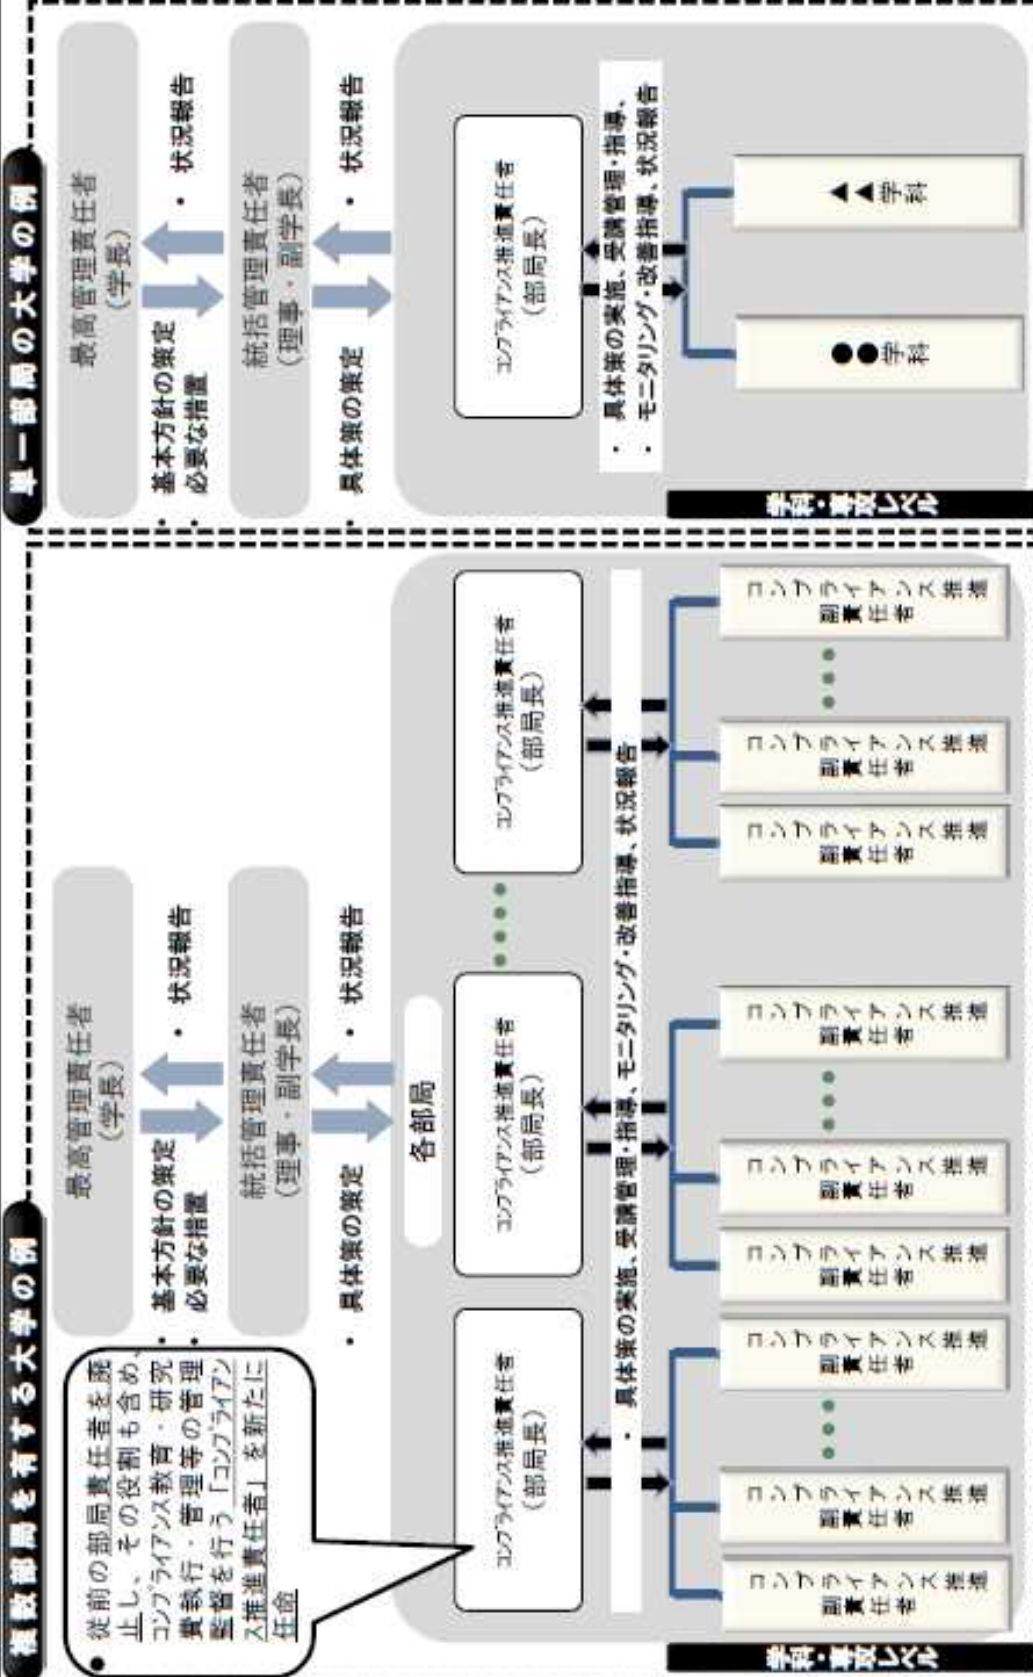 複数部局を有する大学の例
● 従前の部局責任者を廃
止し、その役割も含め、
コンプライアンス教育・研究
費執行・管理等の管理
監督を行う「コンプライアン
ス推進責任者」を新たに
任命
最高管理責任者
(学長)
・ 基本方針の策定
・ 必要な措置
・ 状況報告
統括管理責任者
(理事・副学長)
・ 具体策の策定
・ 状況報告
各部局
コンプライアンス推進責任者
(部局長)
コンプライアンス推進責任者
(部局長)
コンプライアンス推進責任者
(部局長)
・ 具体策の実施、受講管理・指導、モニタリング・改善指導、状況報告
学科・専攻レベル
コンプライアンス推進
副責任者
コンプライアンス推進
副責任者
コンプライアンス推進
副責任者
コンプライアンス推進
副責任者
コンプライアンス推進
副責任者
コンプライアンス推進
副責任者
コンプライアンス推進
副責任者
コンプライアンス推進
副責任者
コンプライアンス推進
副責任者
単一部局の大学の例
最高管理責任者
(学長)
・ 基本方針の策定
・ 必要な措置
・ 状況報告
統括管理責任者
(理事・副学長)
・ 具体策の策定
・ 状況報告
コンプライアンス推進責任者
(部局長)
・ 具体策の実施、受講管理・指導、
・ モニタリング・改善指導、状況報告
学科・専攻レベル
●●学科
▲▲学科